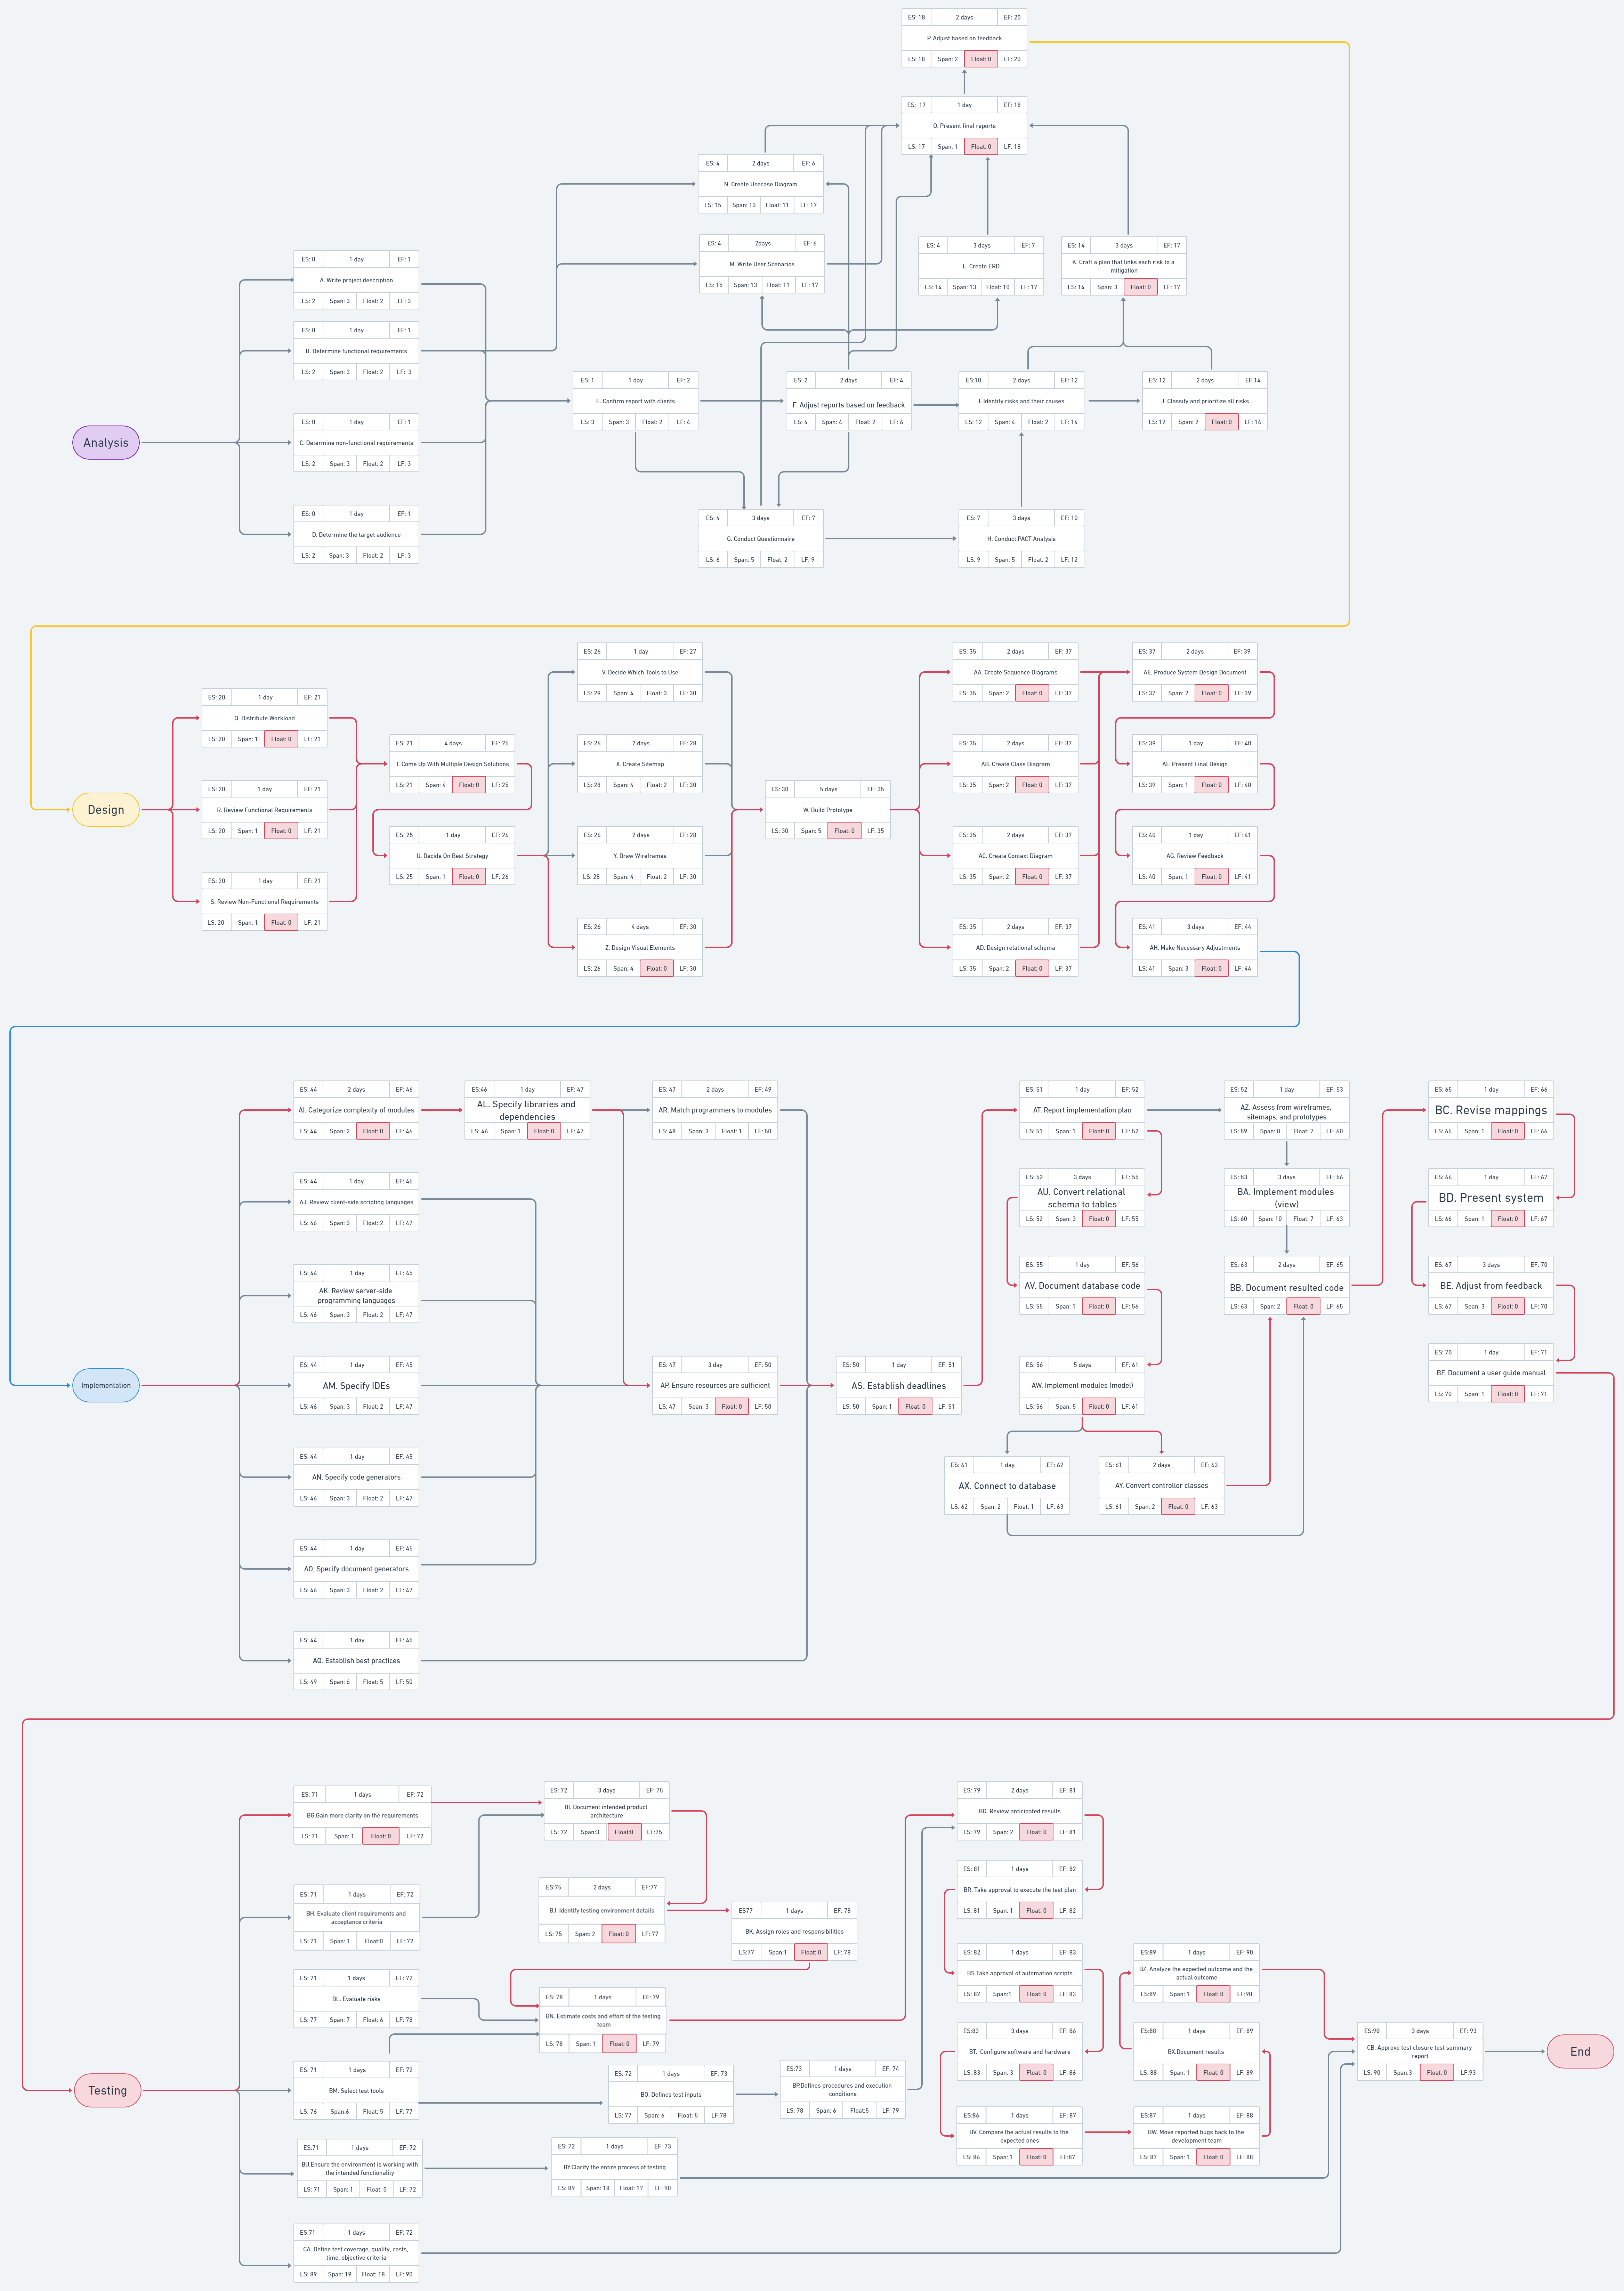 ES: 18 2 days EF: 20
P. Adjust based on feedback
LS: 18 Span: 2 Float: 0 LF: 20
ES: 17 1 day EF: 18
O. Present final reports
LS: 17 Span: 1 Float: 0 LF: 18
ES: 4 2 days EF: 6
N. Create Usecase Diagram
LS: 15 Span: 13 Float: 11 LF: 17
ES: 4 2days EF: 6
M. Write User Scenarios
LS: 15 Span: 13 Float: 11 LF: 17
ES: 4 3 days EF: 7
L. Create ERD
LS: 14 Span: 13 Float: 10 LF: 17
ES: 14 3 days EF: 17
K. Craft a plan that links each risk to a
mitigation
LS: 14 Span: 3 Float: 0 LF: 17
ES: 0 1 day EF: 1
A. Write project description
LS: 2 Span: 3 Float: 2 LF: 3
ES: 0 1 day EF: 1
B. Determine functional requirements
LS: 2 Span: 3 Float: 2 LF: 3
ES: 1 1 day EF: 2
E. Confirm report with clients
LS: 3 Span: 3 Float: 2 LF: 4
ES: 2 2 days EF: 4
F. Adjust reports based on feedback
LS: 4 Span: 4 Float: 2 LF: 6
ES:10 2 days EF: 12
I. Identify risks and their causes
LS: 12 Span: 4 Float: 2 LF: 14
ES: 12 2 days EF:14
J. Classify and prioritize all risks
LS: 12 Span: 2 Float: 0 LF: 14
Analysis
ES: 0 1 day EF: 1
C. Determine non-functional requirements
LS: 2 Span: 3 Float: 2 LF: 3
ES: 0 1 day EF: 1
D. Determine the target audience
LS: 2 Span: 3 Float: 2 LF: 3
ES: 4 3 days EF: 7
G. Conduct Questionnaire
LS: 6 Span: 5 Float: 2 LF: 9
ES: 7 3 days EF: 10
H. Conduct PACT Analysis
LS: 9 Span: 5 Float: 2 LF: 12
Design
ES: 20 1 day EF: 21
Q. Distribute Workload
LS: 20 Span: 1 Float: 0 LF: 21
ES: 20 1 day EF: 21
R. Review Functional Requirements
LS: 20 Span: 1 Float: 0 LF: 21
ES: 20 1 day EF: 21
S. Review Non-Functional Requirements
LS: 20 Span: 1 Float: 0 LF: 21
ES: 21 4 days EF: 25
T. Come Up With Multiple Design Solutions
LS: 21 Span: 4 Float: 0 LF: 25
ES: 25 1 day EF: 26
U. Decide On Best Strategy
LS: 25 Span: 1 Float: 0 LF: 26
ES: 26 1 day EF: 27
V. Decide Which Tools to Use
LS: 29 Span: 4 Float: 3 LF: 30
ES: 26 2 days EF: 28
X. Create Sitemap
LS: 28 Span: 4 Float: 2 LF: 30
ES: 26 2 days EF: 28
Y. Draw Wireframes
LS: 28 Span: 4 Float: 2 LF: 30
ES: 26 4 days EF: 30
Z. Design Visual Elements
LS: 26 Span: 4 Float: 0 LF: 30
ES: 30 5 days EF: 35
W. Build Prototype
LS: 30 Span: 5 Float: 0 LF: 35
ES: 35 2 days EF: 37
AA. Create Sequence Diagrams
LS: 35 Span: 2 Float: 0 LF: 37
ES: 35 2 days EF: 37
AB. Create Class Diagram
LS: 35 Span: 2 Float: 0 LF: 37
ES: 35 2 days EF: 37
AC. Create Context Diagram
LS: 35 Span: 2 Float: 0 LF: 37
ES: 35 2 days EF: 37
AD. Design relational schema
LS: 35 Span: 2 Float: 0 LF: 37
ES: 37 2 days EF: 39
AE. Produce System Design Document
LS: 37 Span: 2 Float: 0 LF: 39
ES: 39 1 day EF: 40
AF. Present Final Design
LS: 39 Span: 1 Float: 0 LF: 40
ES: 40 1 day EF: 41
AG. Review Feedback
LS: 40 Span: 1 Float: 0 LF: 41
ES: 41 3 days EF: 44
AH. Make Necessary Adjustments
LS: 41 Span: 3 Float: 0 LF: 44
Implementation
ES: 44 2 days EF: 46
AI. Categorize complexity of modules
LS: 44 Span: 2 Float: 0 LF: 46
ES:46 1 day EF: 47
AL. Specify libraries and
dependencies
LS: 46 Span: 1 Float: 0 LF: 47
ES: 47 2 days EF: 49
AR. Match programmers to modules
LS: 48 Span: 3 Float: 1 LF: 50
ES: 44 1 day EF: 45
AJ. Review client-side scripting languages
LS: 46 Span: 3 Float: 2 LF: 47
ES: 44 1 day EF: 45
AK. Review server-side
programming languages
LS: 46 Span: 3 Float: 2 LF: 47
ES: 44 1 day EF: 45
AM. Specify IDEs
LS: 46 Span: 3 Float: 2 LF: 47
ES: 44 1 day EF: 45
AN. Specify code generators
LS: 46 Span: 3 Float: 2 LF: 47
ES: 44 1 day EF: 45
AO. Specify document generators
LS: 46 Span: 3 Float: 2 LF: 47
ES: 44 1 day EF: 45
AQ. Establish best practices
LS: 49 Span: 6 Float: 5 LF: 50
ES: 47 3 day EF: 50
AP. Ensure resources are sufficient
LS: 47 Span: 3 Float: 0 LF: 50
ES: 50 1 day EF: 51
AS. Establish deadlines
LS: 50 Span: 1 Float: 0 LF: 51
ES: 51 1 day EF: 52
AT. Report implementation plan
LS: 51 Span: 1 Float: 0 LF: 52
ES: 52 3 days EF: 55
AU. Convert relational
schema to tables
LS: 52 Span: 3 Float: 0 LF: 55
ES: 55 1 day EF: 56
AV. Document database code
LS: 55 Span: 1 Float: 0 LF: 56
ES: 56 5 days EF: 61
AW. Implement modules (model)
LS: 56 Span: 5 Float: 0 LF: 61
ES: 61 1 day EF: 62
AX. Connect to database
LS: 62 Span: 2 Float: 1 LF: 63
ES: 61 2 days EF: 63
AY. Convert controller classes
LS: 61 Span: 2 Float: 0 LF: 63
ES: 52 1 day EF: 53
AZ. Assess from wireframes,
sitemaps, and prototypes
LS: 59 Span: 8 Float: 7 LF: 60
ES: 53 3 days EF: 56
BA. Implement modules
(view)
LS: 60 Span: 10 Float: 7 LF: 63
ES: 63 2 days EF: 65
BB. Document resulted code
LS: 63 Span: 2 Float: 0 LF: 65
ES: 65 1 day EF: 66
BC. Revise mappings
LS: 65 Span: 1 Float: 0 LF: 66
ES: 66 1 day EF: 67
BD. Present system
LS: 66 Span: 1 Float: 0 LF: 67
ES: 67 3 days EF: 70
BE. Adjust from feedback
LS: 67 Span: 3 Float: 0 LF: 70
ES: 70 1 day EF: 71
BF. Document a user guide manual
LS: 70 Span: 1 Float: 0 LF: 71
Testing
ES: 71 1 days EF: 72
BG.Gain more clarity on the requirements
LS: 71 Span: 1 Float: 0 LF: 72
ES: 71 1 days EF: 72
BH. Evaluate client requirements and
acceptance criteria
LS: 71 Span: 1 Float:0 LF: 72
ES: 71 1 days EF: 72
BL. Evaluate risks
LS: 77 Span: 7 Float: 6 LF: 78
ES: 71 1 days EF: 72
BM. Select test tools
LS: 76 Span:6 Float: 5 LF: 77
ES:71 1 days EF: 72
BU.Ensure the environment is working with
the intended functionality
LS: 71 Span: 1 Float: 0 LF: 72
ES:71 1 days EF: 72
CA. Define test coverage, quality, costs,
time, objective criteria
LS: 89 Span: 19 Float: 18 LF: 90
ES: 72 3 days EF: 75
BI. Document intended product
architecture
LS: 72 Span:3 Float:0 LF:75
ES:75 2 days EF:77
BJ. Identify testing environment details
LS: 75 Span: 2 Float: 0 LF: 77
ES77 1 days EF: 78
BK. Assign roles and responsibilities
LS:77 Span:1 Float: 0 LF: 78
ES: 78 1 days EF: 79
BN. Estimate costs and effort of the testing
team
LS: 78 Span: 1 Float: 0 LF: 79
ES: 72 1 days EF: 73
BO. Defines test inputs
LS: 77 Span: 6 Float: 5 LF:78
ES:73 1 days EF: 74
BP.Defines procedures and execution
conditions
LS: 78 Span: 6 Float:5 LF: 79
ES: 72 1 days EF: 73
BY.Clarify the entire process of testing
LS: 89 Span: 18 Float: 17 LF: 90
ES: 79 2 days EF: 81
BQ. Review anticipated results
LS: 79 Span: 2 Float: 0 LF: 81
ES: 81 1 days EF: 82
BR. Take approval to execute the test plan
LS: 81 Span: 1 Float: 0 LF: 82
ES: 82 1 days EF: 83
BS.Take approval of automation scripts
LS: 82 Span:1 Float: 0 LF: 83
ES:83 3 days EF: 86
BT. Configure software and hardware
LS: 83 Span: 3 Float: 0 LF: 86
ES:86 1 days EF: 87
BV. Compare the actual results to the
expected ones
LS: 86 Span: 1 Float: 0 LF:87
ES:89 1 days EF: 90
BZ. Analyze the expected outcome and the
actual outcome
LS:89 Span: 1 Float: 0 LF:90
ES:88 1 days EF: 89
BX.Document results
LS: 88 Span: 1 Float: 0 LF: 89
ES:87 1 days EF: 88
BW. Move reported bugs back to the
development team
LS: 87 Span: 1 Float: 0 LF: 88
ES:90 3 days EF: 93
CB. Approve test closure test summary
report
LS: 90 Span:3 Float: 0 LF:93
End